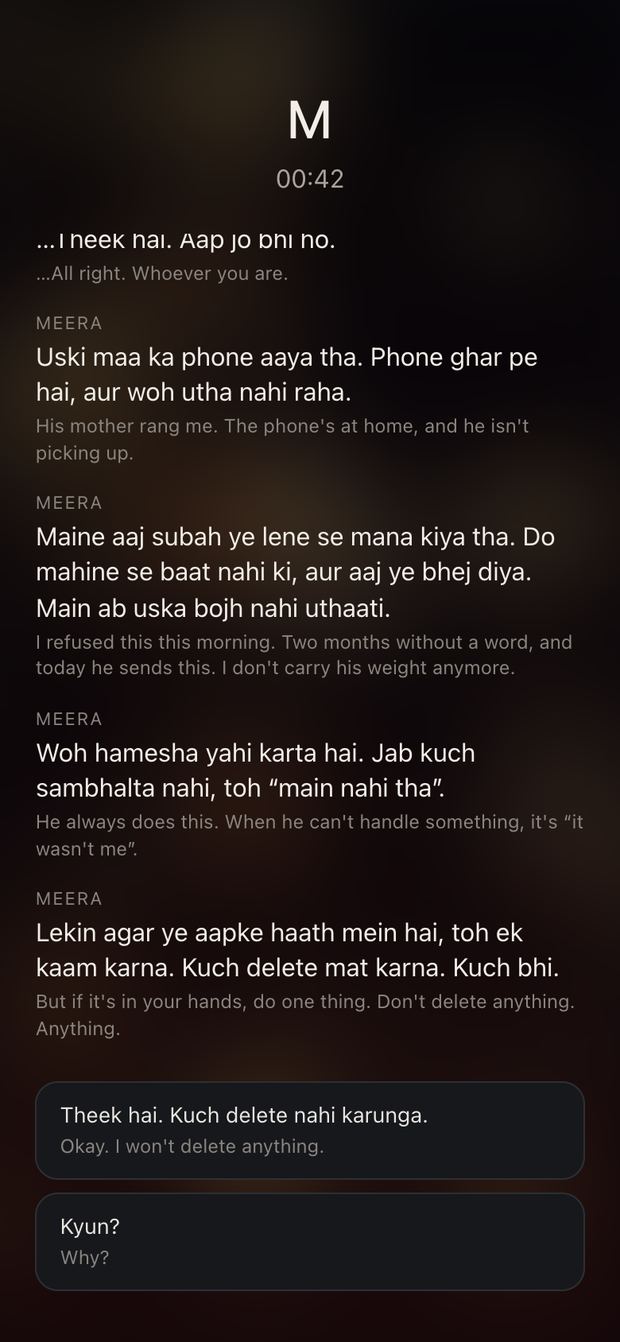 M
00:42
...Theek hai. Aap jo bhi ho.
...All right. Whoever you are.
MEERA
Uski maa ka phone aaya tha. Phone ghar pe
hai, aur woh utha nahi raha.
His mother rang me. The phone's at home, and he isn't
picking up.
MEERA
Maine aaj subah ye lene se mana kiya tha. Do
mahine se baat nahi ki, aur aaj ye bhej diya.
Main ab uska bojh nahi uthaati.
I refused this this morning. Two months without a word, and
today he sends this. I don't carry his weight anymore.
MEERA
Woh hamesha yahi karta hai. Jab kuch
sambhalta nahi, toh “main nahi tha”.
He always does this. When he can't handle something, it's “it
wasn't me”.
MEERA
Lekin agar ye aapke haath mein hai, toh ek
kaam karna. Kuch delete mat karna. Kuch bhi.
But if it's in your hands, do one thing. Don't delete anything.
Anything.
Theek hai. Kuch delete nahi karunga.
Okay. I won't delete anything.
Kyun?
Why?